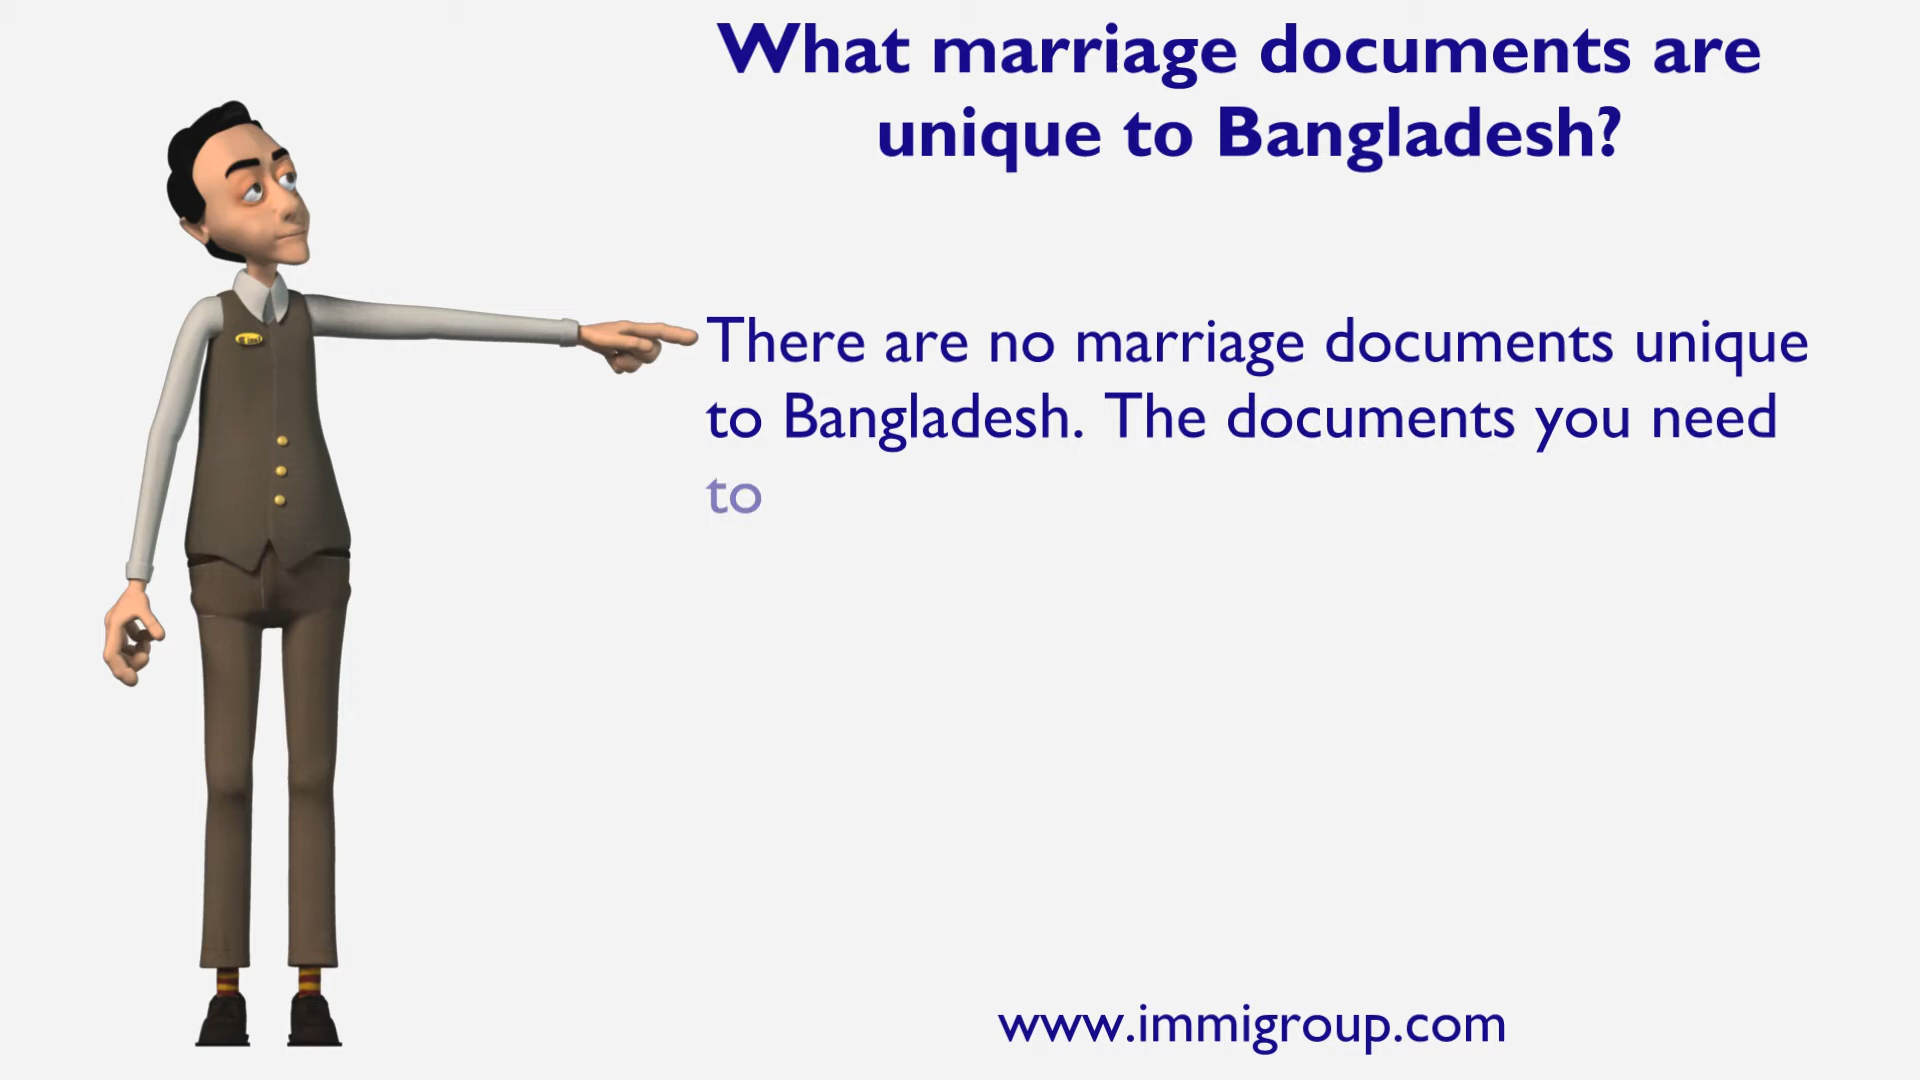 What marriage documents are
unique to Bangladesh?
There are no marriage documents unique
to Bangladesh. The documents you need
to
www.immigroup.com